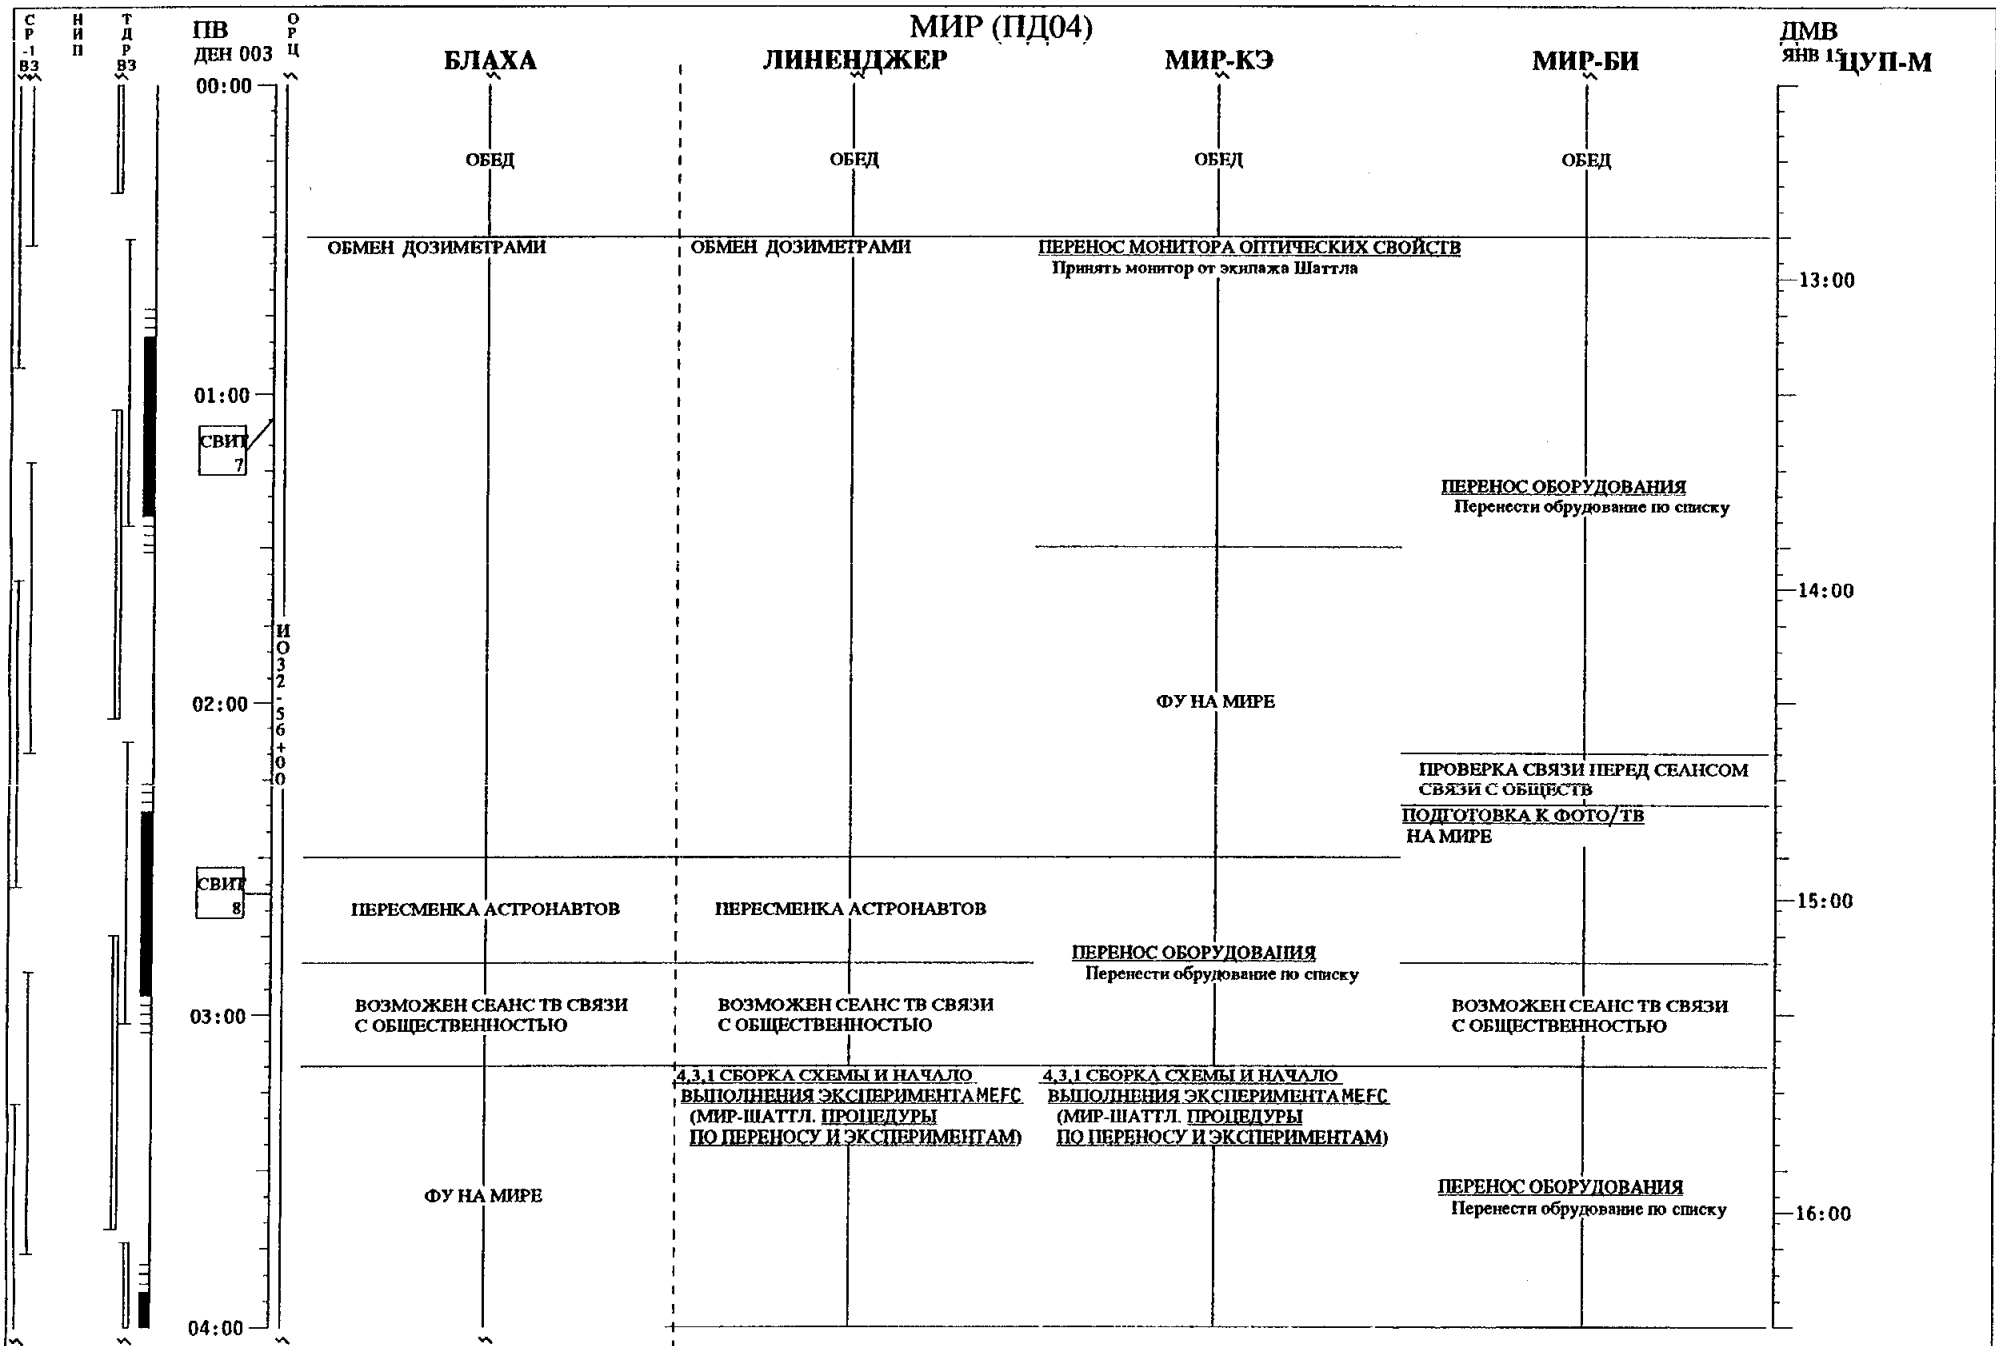 МИР (ПД04)
СР-1
ВЗ
НИП
ТДР
ВЗ
ПВ
ДЕН 003
ОРЦ
БЛАХА
ЛИНЕНДЖЕР
МИР-КЭ
МИР-БИ
ДМВ
ЯНВ 15
ЦУП-М
00:00
ОБЕД
ОБЕД
ОБЕД
ОБЕД
ОБМЕН ДОЗИМЕТРАМИ
ОБМЕН ДОЗИМЕТРАМИ
ПЕРЕНОС МОНИТОРА ОПТИЧЕСКИХ СВОЙСТВ
Принять монитор от экипажа Шаттла
13:00
01:00
СВИТ
7
ПЕРЕНОС ОБОРУДОВАНИЯ
Перенести обрудование по списку
14:00
ИО32-56+00
02:00
ФУ НА МИРЕ
ПРОВЕРКА СВЯЗИ ПЕРЕД СЕАНСОМ
СВЯЗИ С ОБЩЕСТВ
ПОДГОТОВКА К ФОТО/ТВ
НА МИРЕ
СВИТ
8
ПЕРЕСМЕНКА АСТРОНАВТОВ
ПЕРЕСМЕНКА АСТРОНАВТОВ
15:00
ПЕРЕНОС ОБОРУДОВАНИЯ
Перенести обрудование по списку
03:00
ВОЗМОЖЕН СЕАНС ТВ СВЯЗИ
С ОБЩЕСТВЕННОСТЬЮ
ВОЗМОЖЕН СЕАНС ТВ СВЯЗИ
С ОБЩЕСТВЕННОСТЬЮ
ВОЗМОЖЕН СЕАНС ТВ СВЯЗИ
С ОБЩЕСТВЕННОСТЬЮ
4,3,1 СБОРКА СХЕМЫ И НАЧАЛО
ВЫПОЛНЕНИЯ ЭКСПЕРИМЕНТА MEFC
(МИР-ШАТТЛ. ПРОЦЕДУРЫ
ПО ПЕРЕНОСУ И ЭКСПЕРИМЕНТАМ)
4,3,1 СБОРКА СХЕМЫ И НАЧАЛО
ВЫПОЛНЕНИЯ ЭКСПЕРИМЕНТА MEFC
(МИР-ШАТТЛ. ПРОЦЕДУРЫ
ПО ПЕРЕНОСУ И ЭКСПЕРИМЕНТАМ)
ФУ НА МИРЕ
ПЕРЕНОС ОБОРУДОВАНИЯ
Перенести обрудование по списку
16:00
04:00